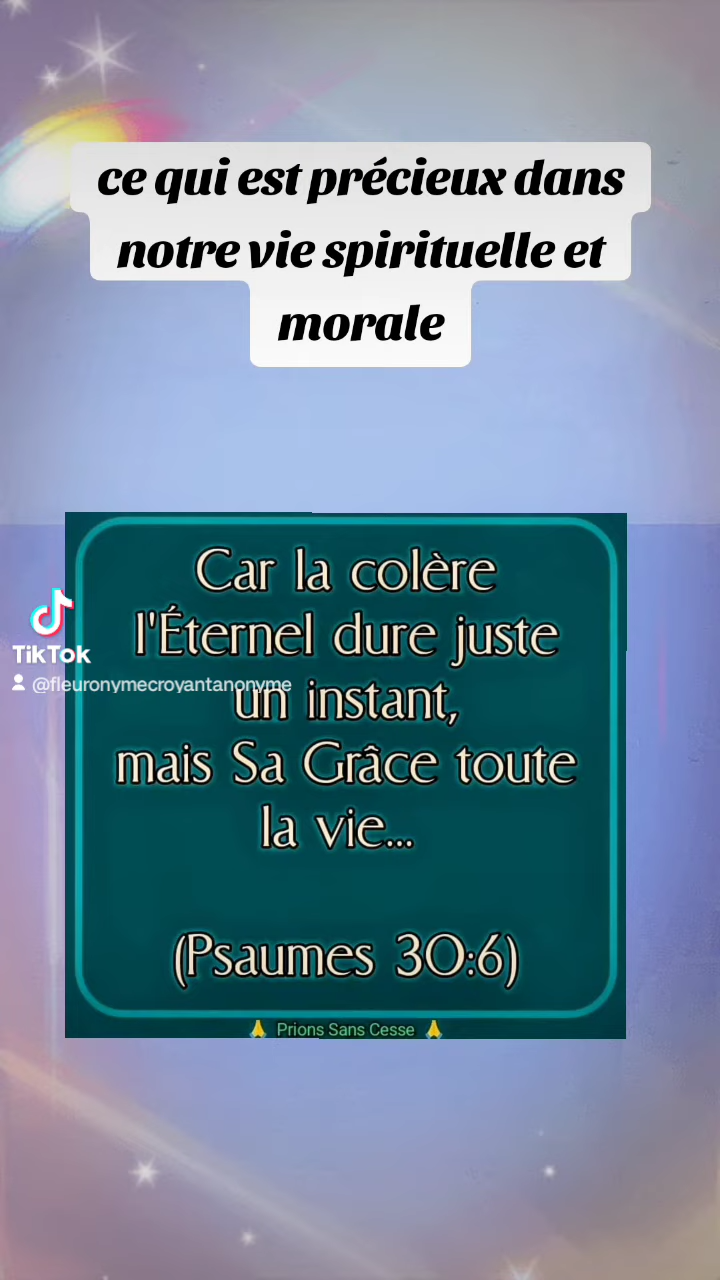 ce qui est précieux dans
notre vie spirituelle et
morale
Car la colère
l'Éternel dure juste
un instant,
mais Sa Grâce toute
la vie...
(Psaumes 30:6)
🙏 Prions Sans Cesse 🙏
TikTok
@fleuronymecroyantanonyme